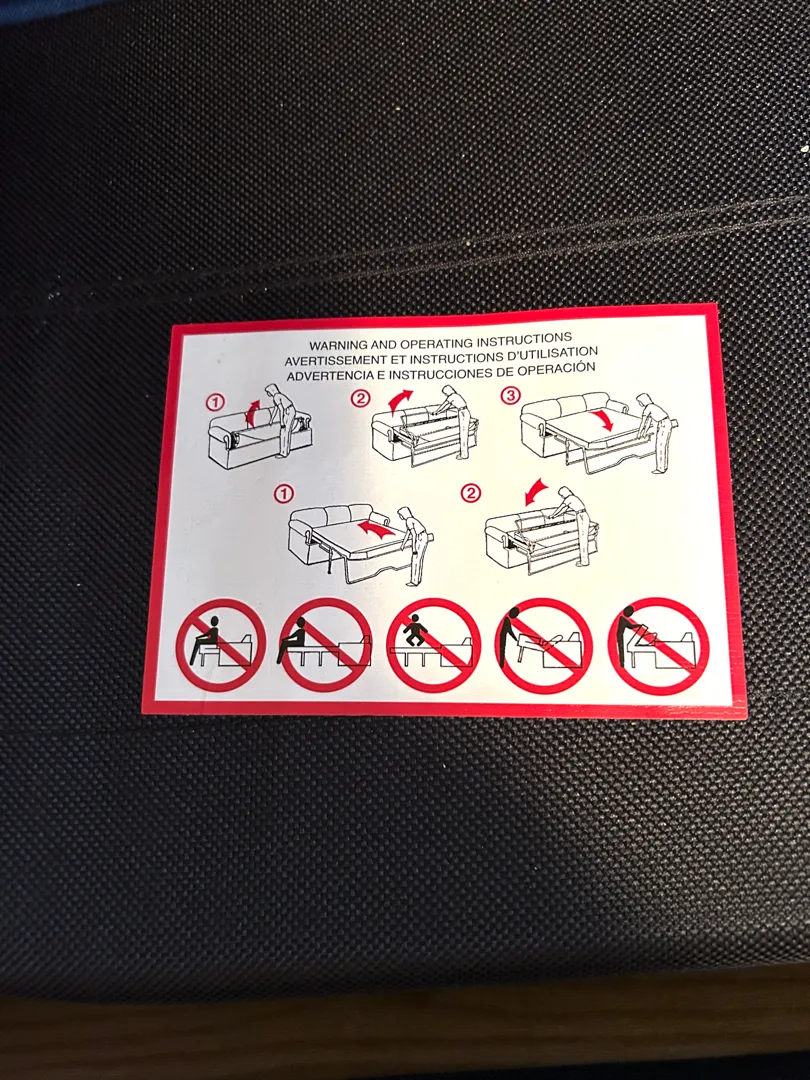 WARNING AND OPERATING INSTRUCTIONS
AVERTISSEMENT ET INSTRUCTIONS D'UTILISATION
ADVERTENCIA E INSTRUCCIONES DE OPERACIÓN
1 2 3
1 2